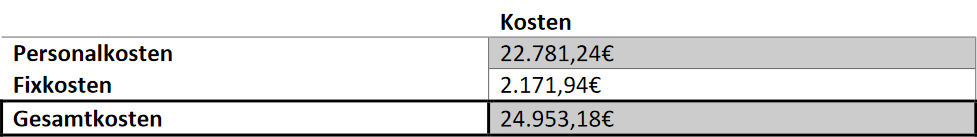 Kosten
Personalkosten 22.781,24€
Fixkosten 2.171,94€
Gesamtkosten 24.953,18€